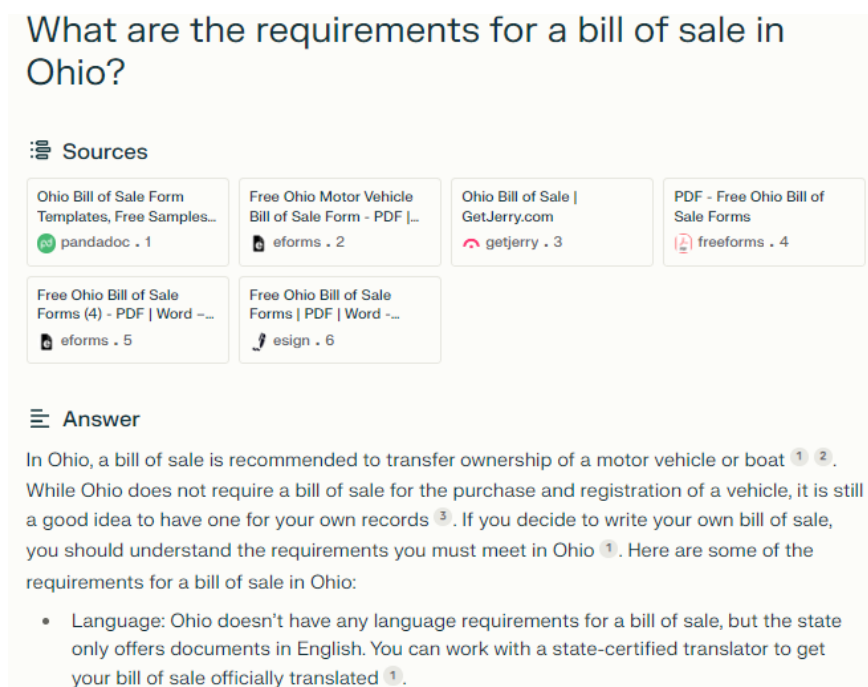 What are the requirements for a bill of sale in
Ohio?
Sources
Ohio Bill of Sale Form
Templates, Free Samples...
pd pandadoc . 1
Free Ohio Motor Vehicle
Bill of Sale Form - PDF |...
e eforms . 2
Ohio Bill of Sale |
GetJerry.com
getjerry . 3
PDF - Free Ohio Bill of
Sale Forms
freeforms . 4
Free Ohio Bill of Sale
Forms (4) - PDF | Word –...
e eforms . 5
Free Ohio Bill of Sale
Forms | PDF | Word -...
esign . 6
Answer
In Ohio, a bill of sale is recommended to transfer ownership of a motor vehicle or boat 1 2.
While Ohio does not require a bill of sale for the purchase and registration of a vehicle, it is still
a good idea to have one for your own records 3. If you decide to write your own bill of sale,
you should understand the requirements you must meet in Ohio 1. Here are some of the
requirements for a bill of sale in Ohio:
• Language: Ohio doesn't have any language requirements for a bill of sale, but the state
only offers documents in English. You can work with a state-certified translator to get
your bill of sale officially translated 1.